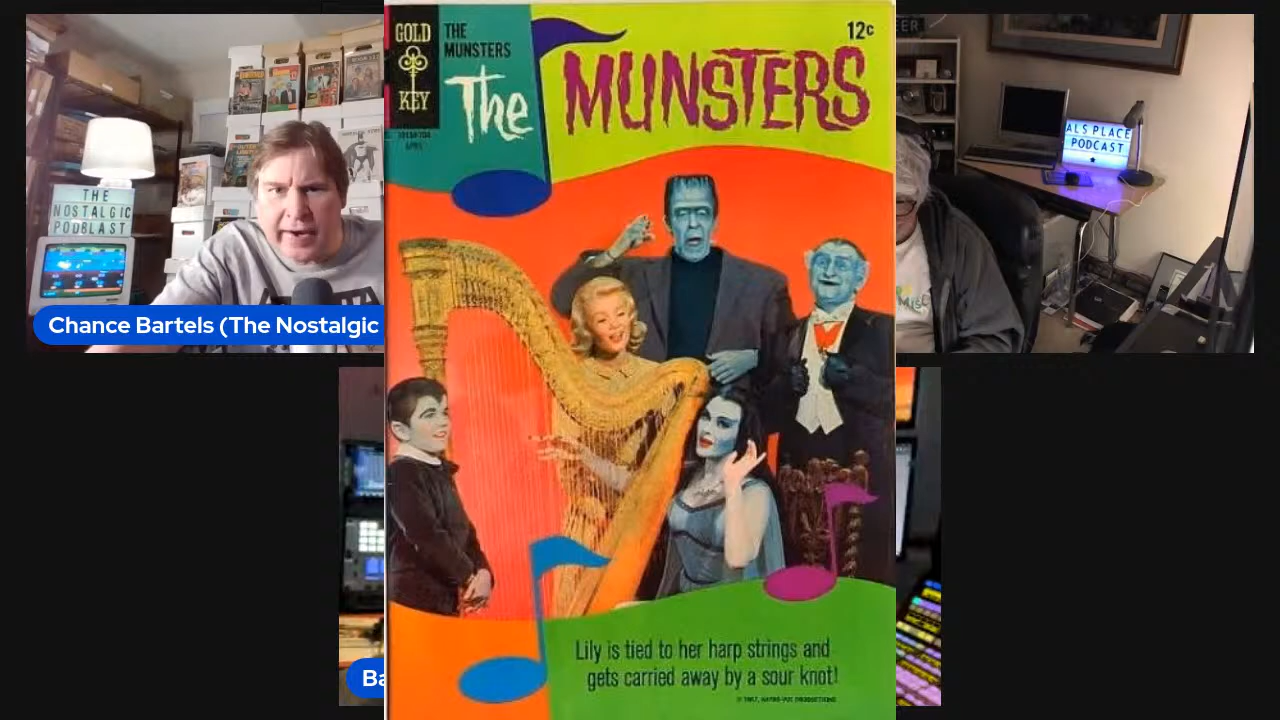 GOLD
KEY
THE
MUNSTERS
12¢
The MUNSTERS
THE
NOSTALGIC
PODBLAST
ALS PLACE
PODCAST
Chance Bartels (The Nostalgic
Lily is tied to her harp strings and
gets carried away by a sour knot!
Ba